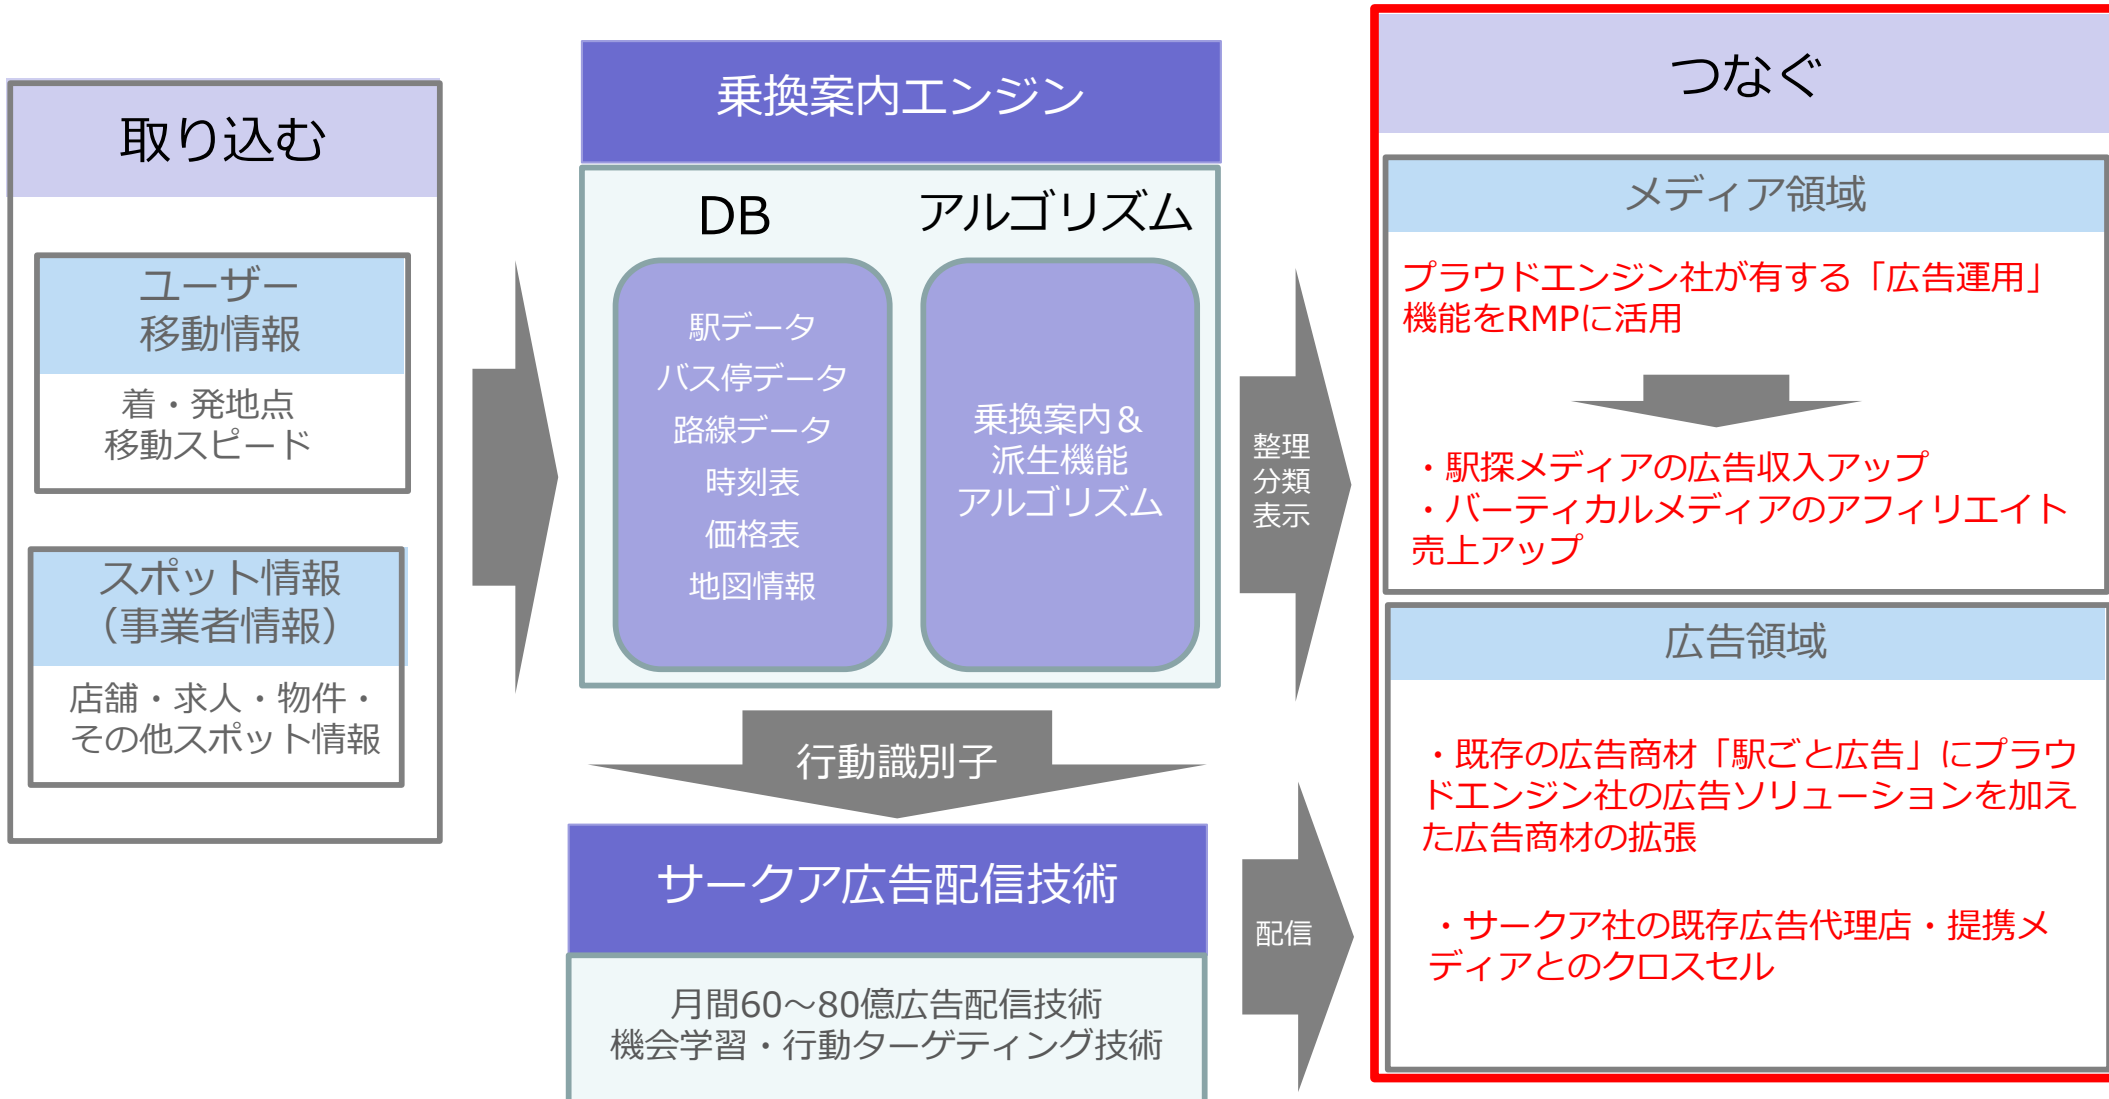 取り込む
ユーザー
移動情報
着・発地点
移動スピード
スポット情報
（事業者情報）
店舗・求人・物件・
その他スポット情報
乗換案内エンジン
DB
アルゴリズム
駅データ
バス停データ
路線データ
時刻表
価格表
地図情報
乗換案内＆
派生機能
アルゴリズム
行動識別子
サークア広告配信技術
月間60～80億広告配信技術
機会学習・行動ターゲティング技術
整理
分類
表示
配信
つなぐ
メディア領域
プラウドエンジン社が有する「広告運用」
機能をRMPに活用
・駅探メディアの広告収入アップ
・バーティカルメディアのアフィリエイト
売上アップ
広告領域
・既存の広告商材「駅ごと広告」にプラウ
ドエンジン社の広告ソリューションを加え
た広告商材の拡張
・サークア社の既存広告代理店・提携メ
ディアとのクロスセル